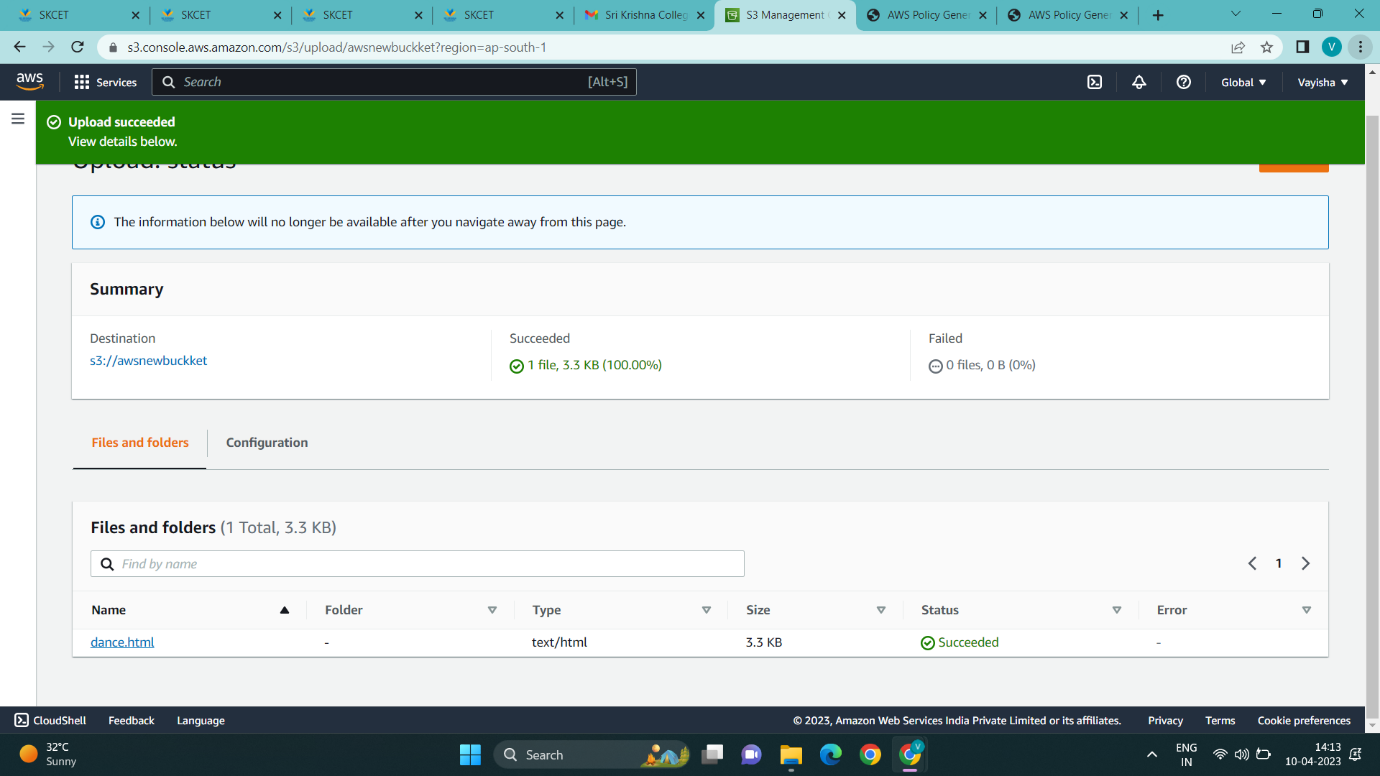 SKCET
SKCET
SKCET
SKCET
Sri Krishna Colleg
S3 Management
AWS Policy Gene
AWS Policy Gene
s3.console.aws.amazon.com/s3/upload/awsnewbuckket?region=ap-south-1
V
aws
Services
Search
[Alt+S]
Global ▼
Vayisha ▼
Upload succeeded
View details below.
Upload: status
The information below will no longer be available after you navigate away from this page.
Summary
Destination
s3://awsnewbuckket
Succeeded
1 file, 3.3 KB (100.00%)
Failed
0 files, 0 B (0%)
Files and folders
Configuration
Files and folders (1 Total, 3.3 KB)
Find by name
1
Name
Folder
Type
Size
Status
Error
dance.html
-
text/html
3.3 KB
Succeeded
-
CloudShell
Feedback
Language
© 2023, Amazon Web Services India Private Limited or its affiliates.
Privacy
Terms
Cookie preferences
32°C
Sunny
Search
V
ENG
IN
14:13
10-04-2023